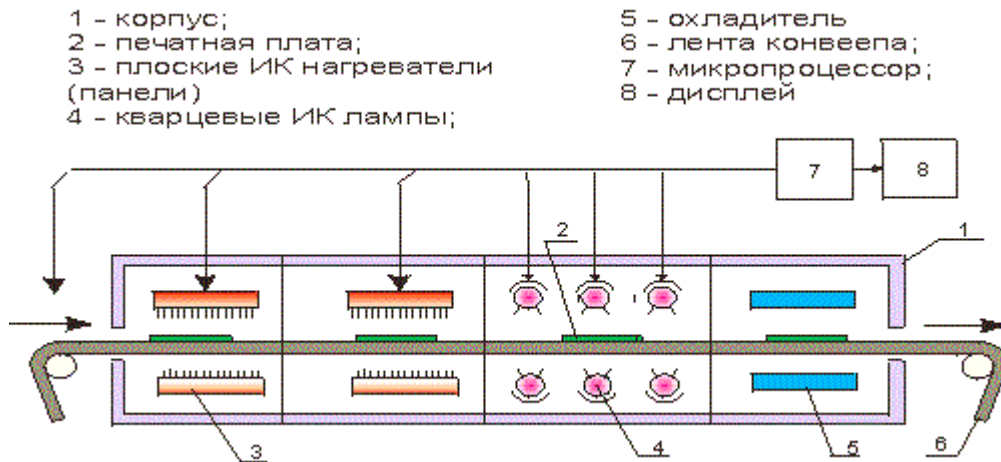 1 - корпус;
2 - печатная плата;
3 - плоские ИК нагреватели
(панели)
4 - кварцевые ИК лампы;
5 - охладитель
6 - лента конвеепа;
7 - микропроцессор;
8 - дисплей
7
8
2
1
3
4
5
6